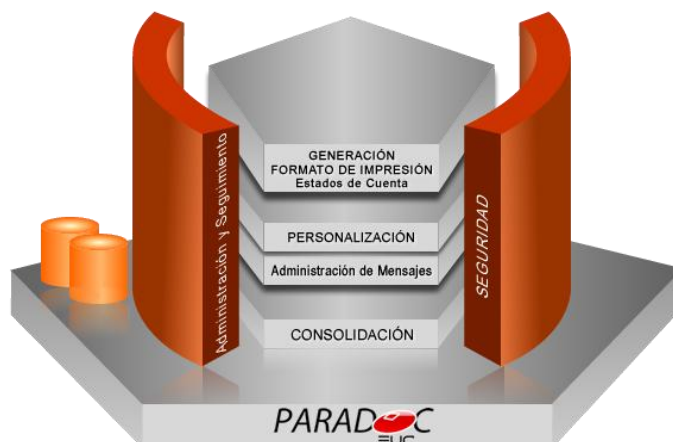 GENERACIÓN
FORMATO DE IMPRESIÓN
Estados de Cuenta
Administración y Seguimiento
SEGURIDAD
PERSONALIZACIÓN
Administración de Mensajes
CONSOLIDACIÓN
PARADOC